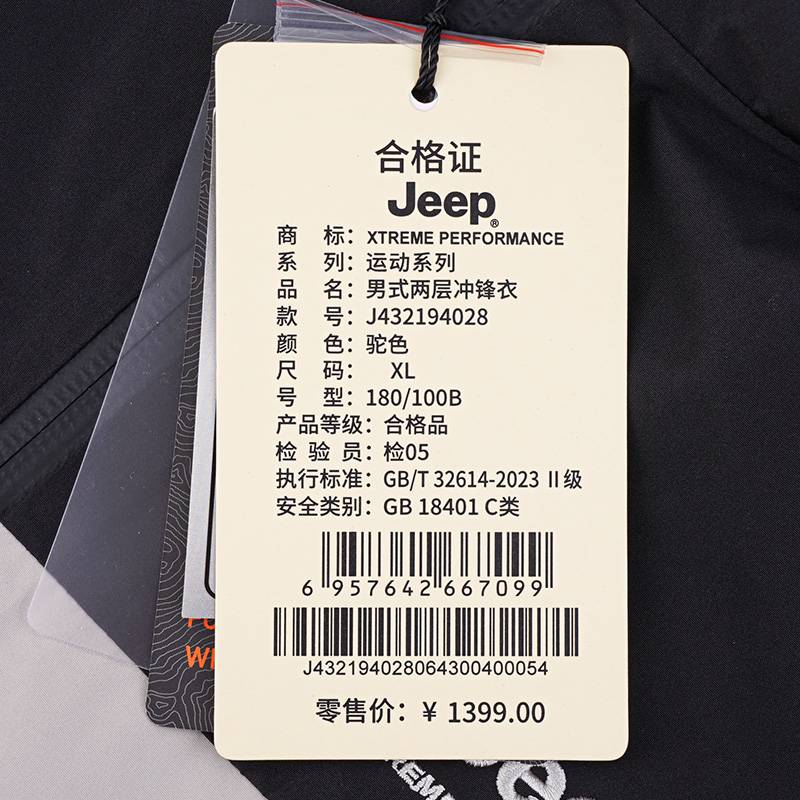 合格证
Jeep®
商 标：XTREME PERFORMANCE
系 列：运动系列
品 名：男式两层冲锋衣
款 号：J432194028
颜 色：驼色
尺 码： XL
号 型：180/100B
产品等级：合格品
检 验 员：检05
执行标准：GB/T 32614-2023 Ⅱ级
安全类别：GB 18401 C类
6 957642 667099
J432194028064300400054
零售价：¥ 1399.00